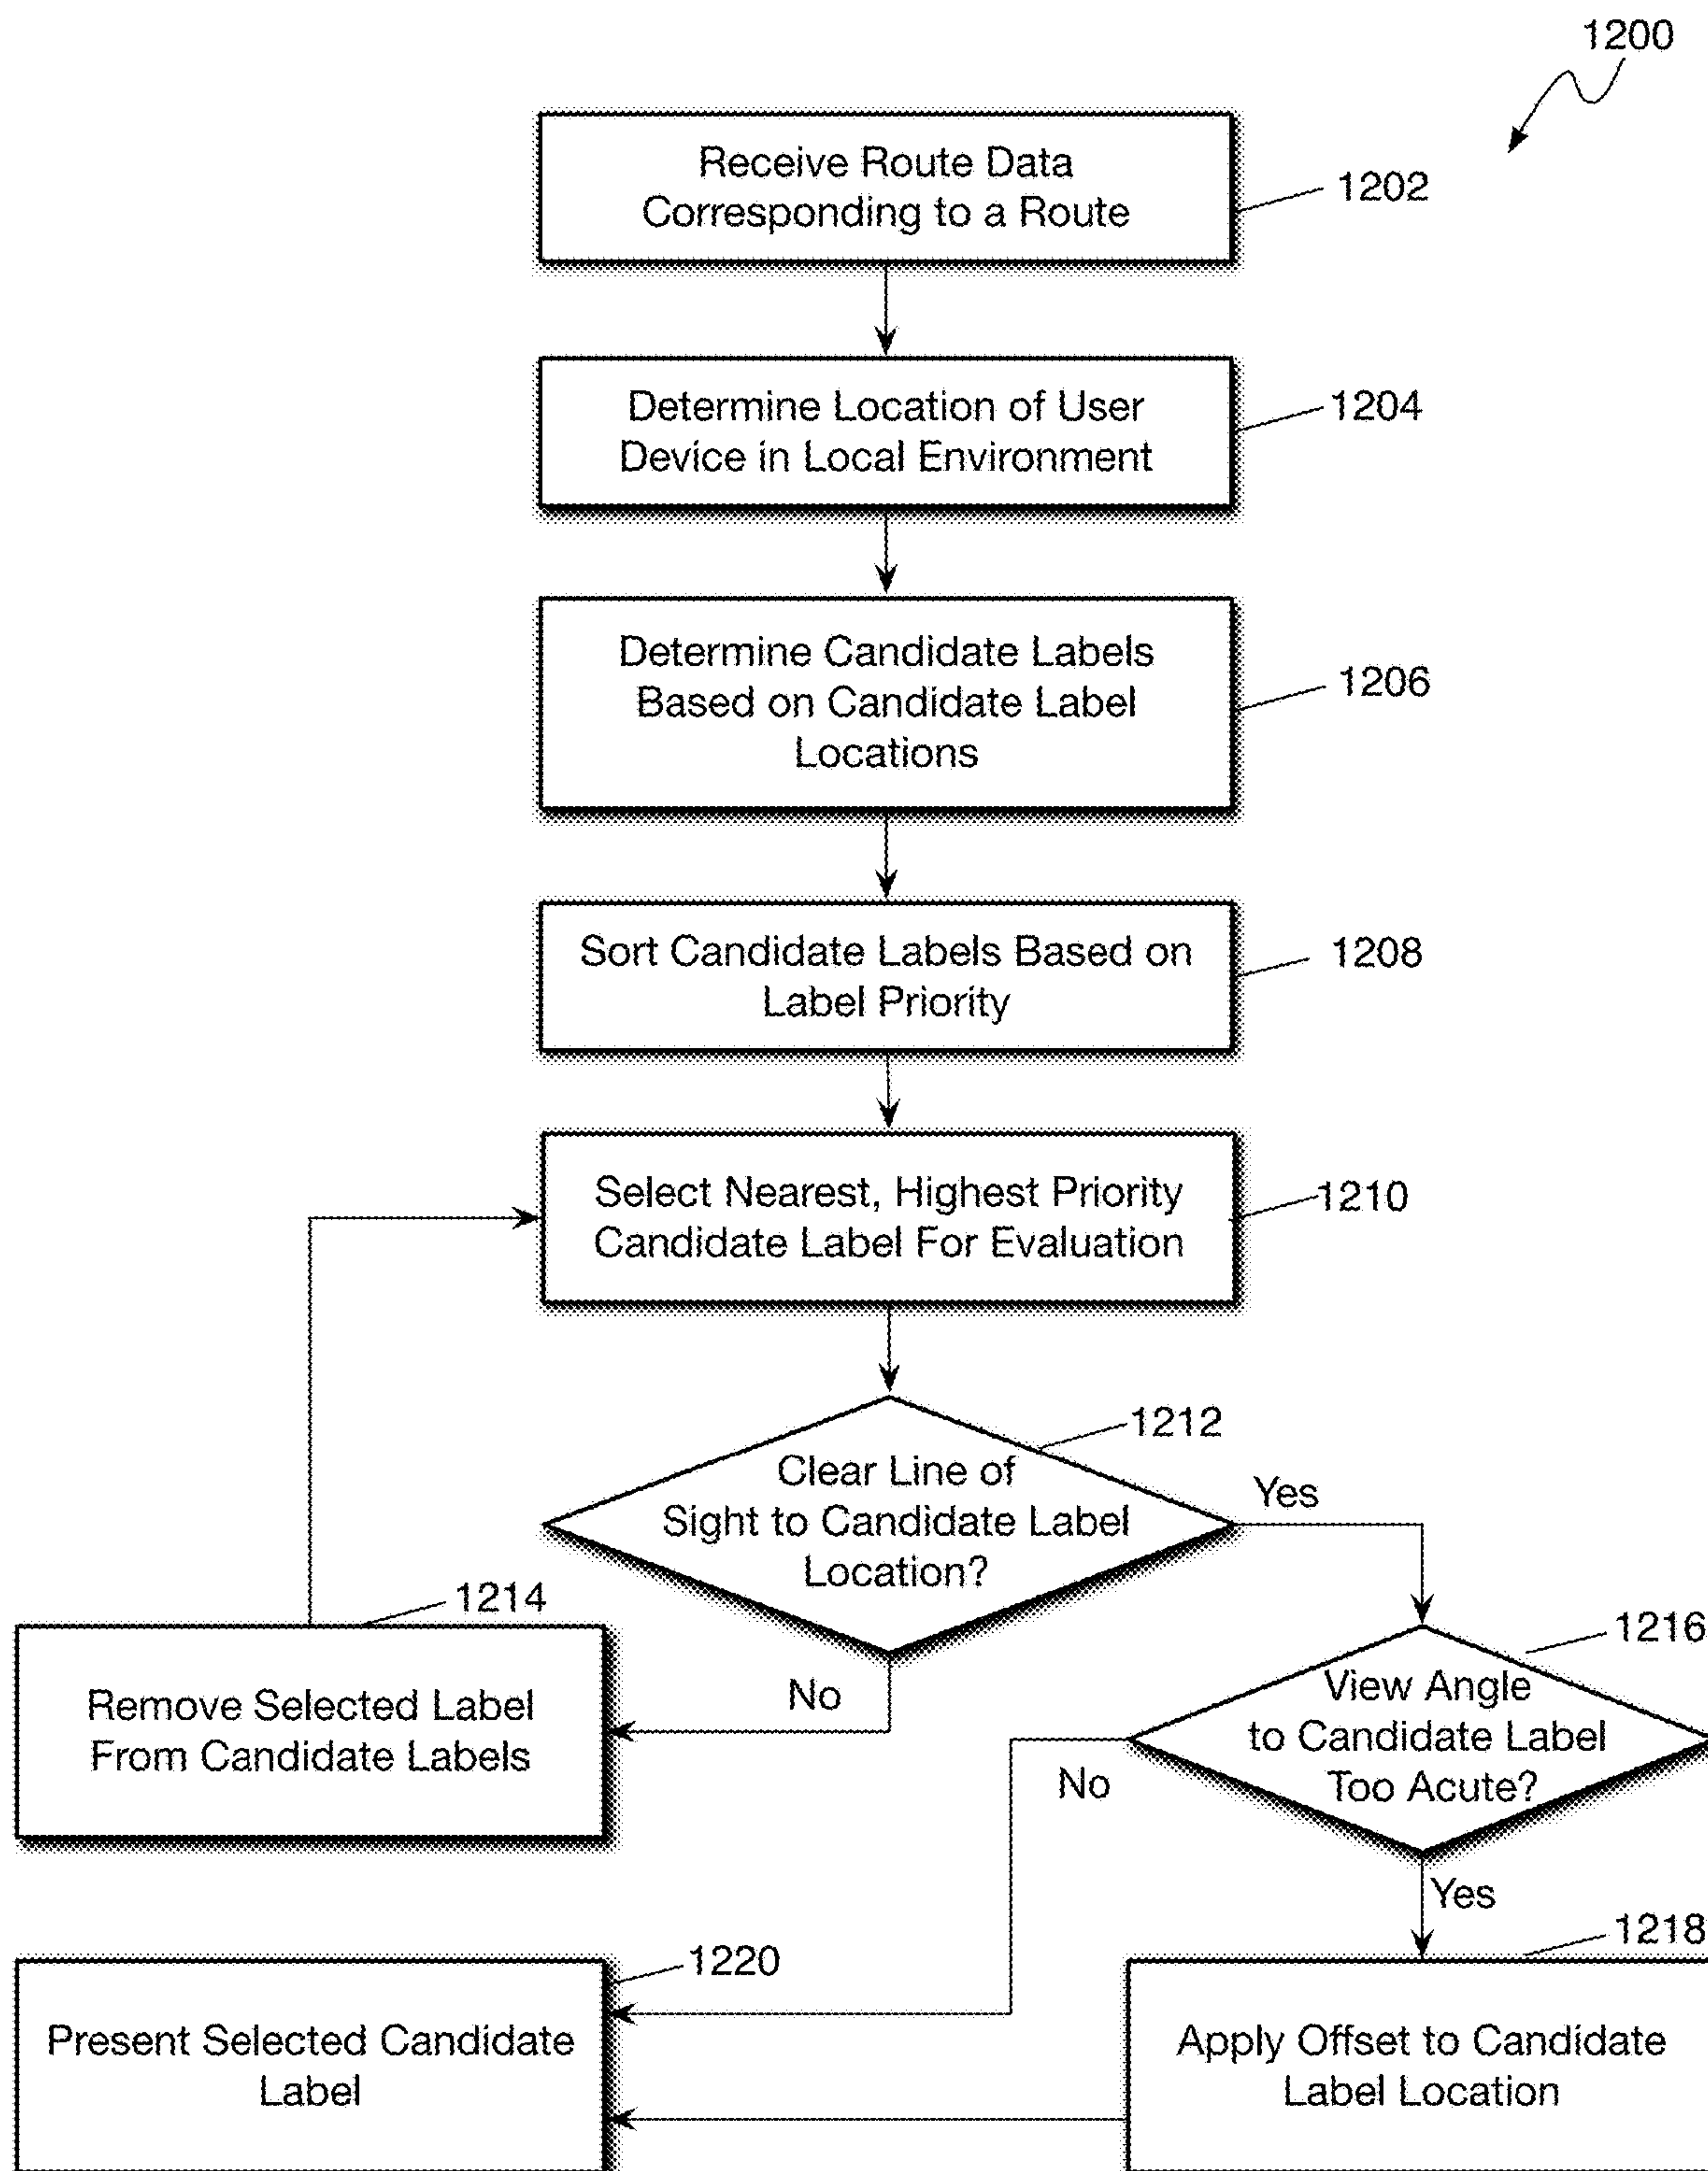 1200
Receive Route Data
Corresponding to a Route
1202
Determine Location of User
Device in Local Environment
1204
Determine Candidate Labels
Based on Candidate Label
Locations
1206
Sort Candidate Labels Based on
Label Priority
1208
Select Nearest, Highest Priority
Candidate Label For Evaluation
1210
1212
Clear Line of
Sight to Candidate Label
Location?
Yes
No
1214
Remove Selected Label
From Candidate Labels
1216
View Angle
to Candidate Label
Too Acute?
No
Yes
1218
Apply Offset to Candidate
Label Location
1220
Present Selected Candidate
Label